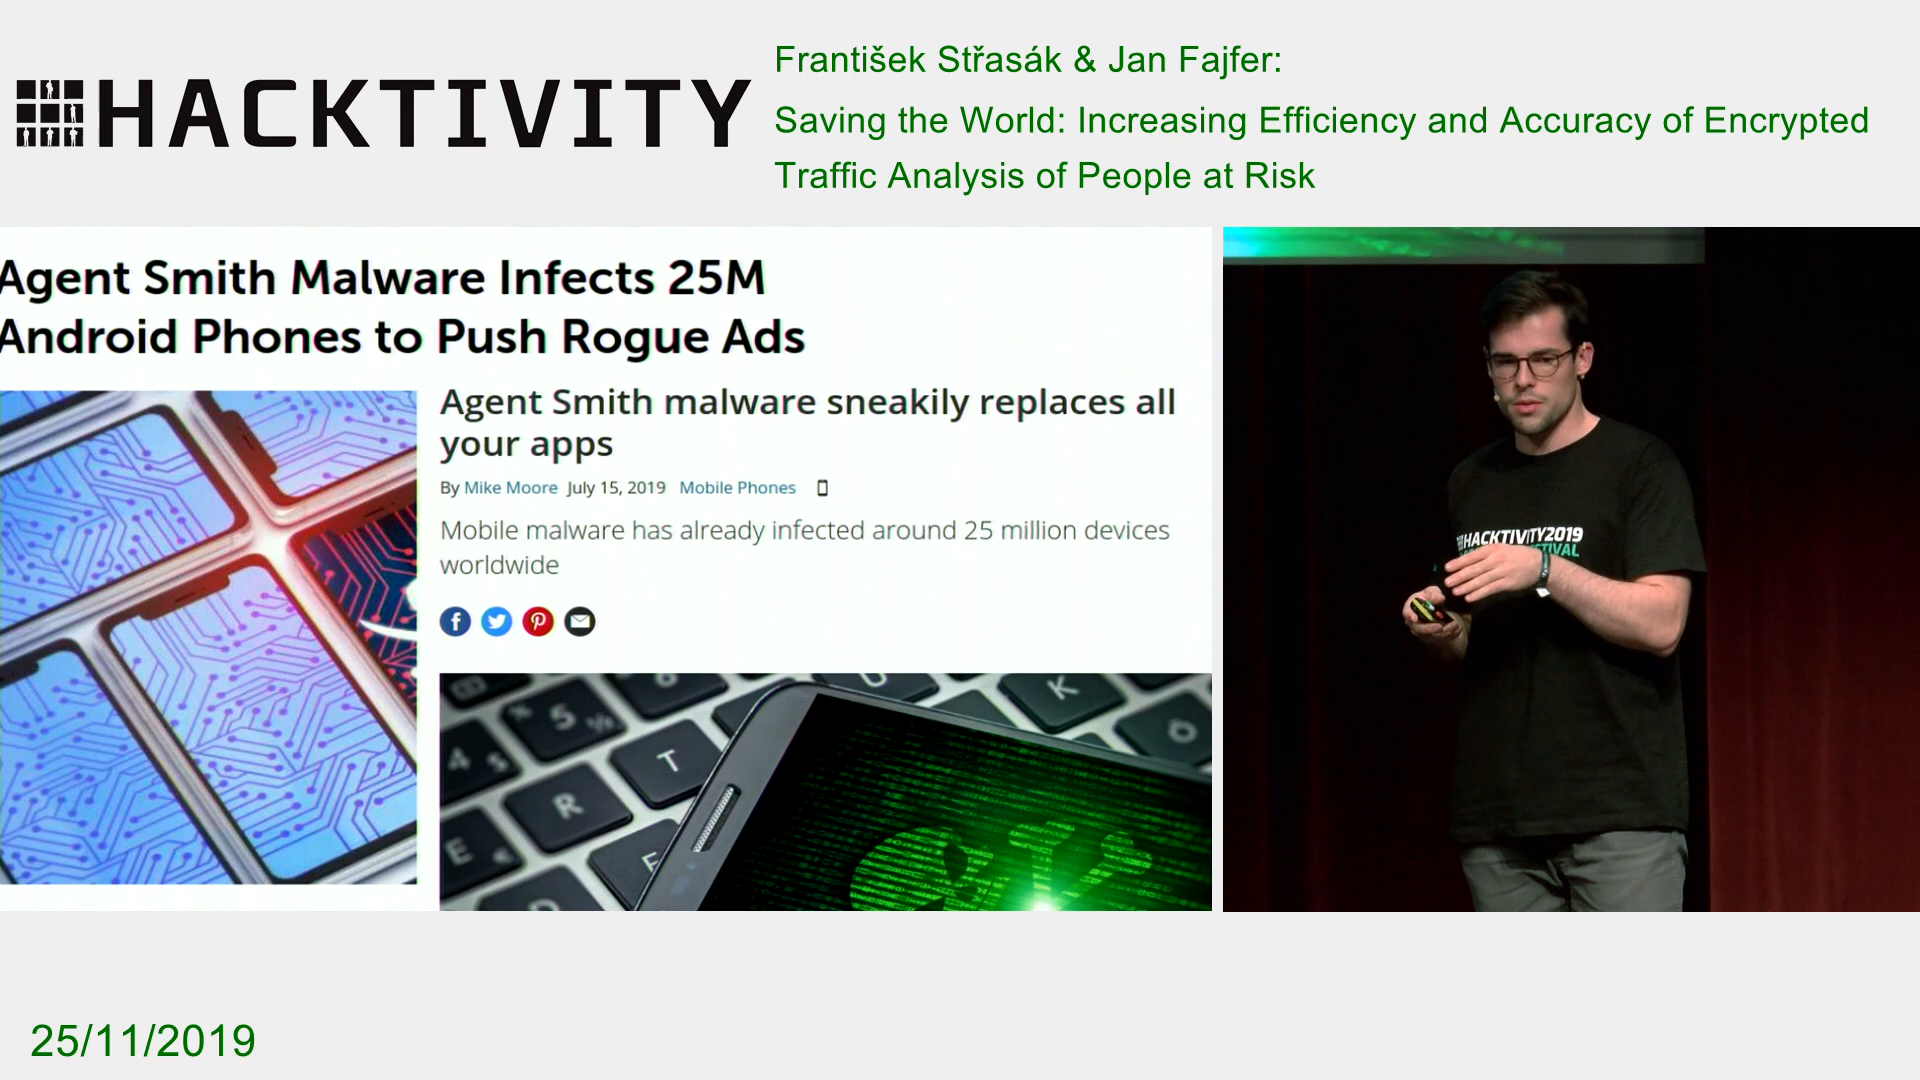 HACKTIVITY
František Střasák & Jan Fajfer:
Saving the World: Increasing Efficiency and Accuracy of Encrypted
Traffic Analysis of People at Risk
Agent Smith Malware Infects 25M
Android Phones to Push Rogue Ads
Agent Smith malware sneakily replaces all
your apps
By Mike Moore July 15, 2019 Mobile Phones
Mobile malware has already infected around 25 million devices
worldwide
5
U
K
4
T
R
E
HACKTIVITY2019
25/11/2019